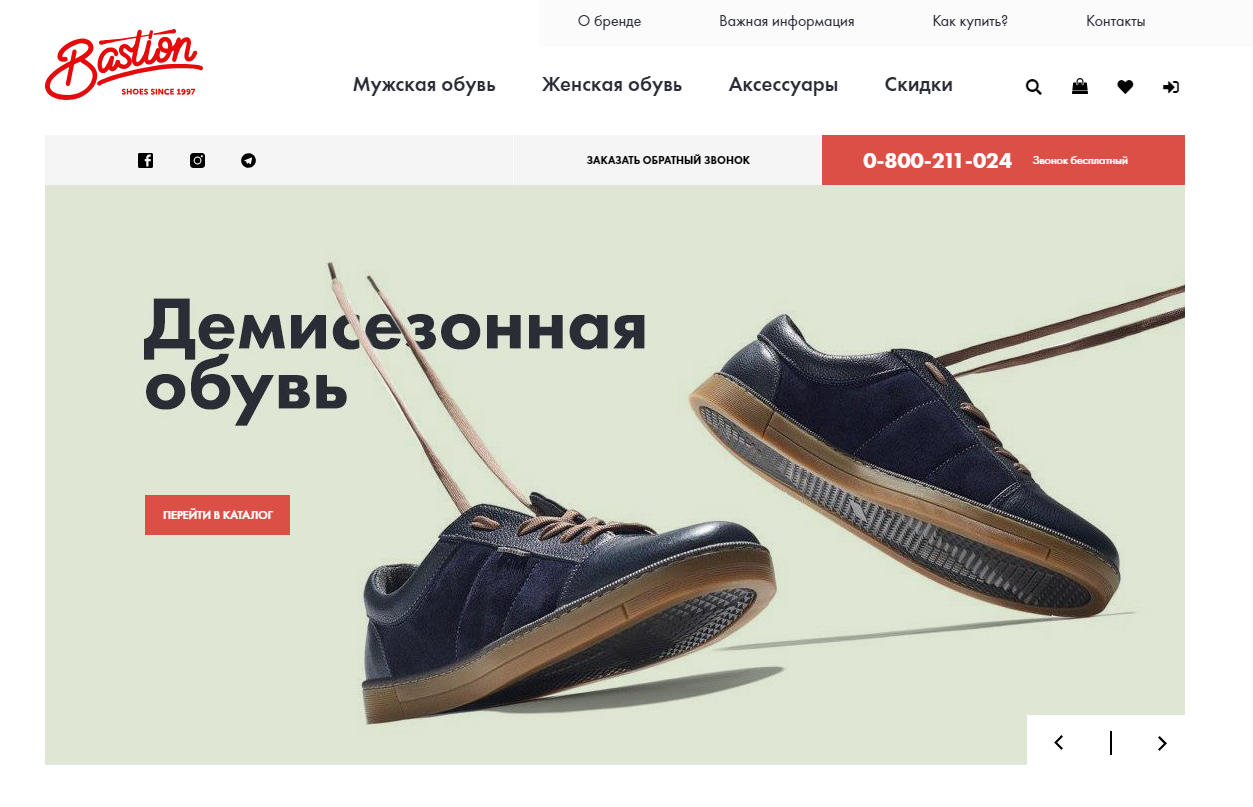 О бренде
Важная информация
Как купить?
Контакты
Bastion
SHOES SINCE 1997
Мужская обувь
Женская обувь
Аксессуары
Скидки
ЗАКАЗАТЬ ОБРАТНЫЙ ЗВОНОК
0-800-211-024
Звонок бесплатный
Демисезонная
обувь
ПЕРЕЙТИ В КАТАЛОГ